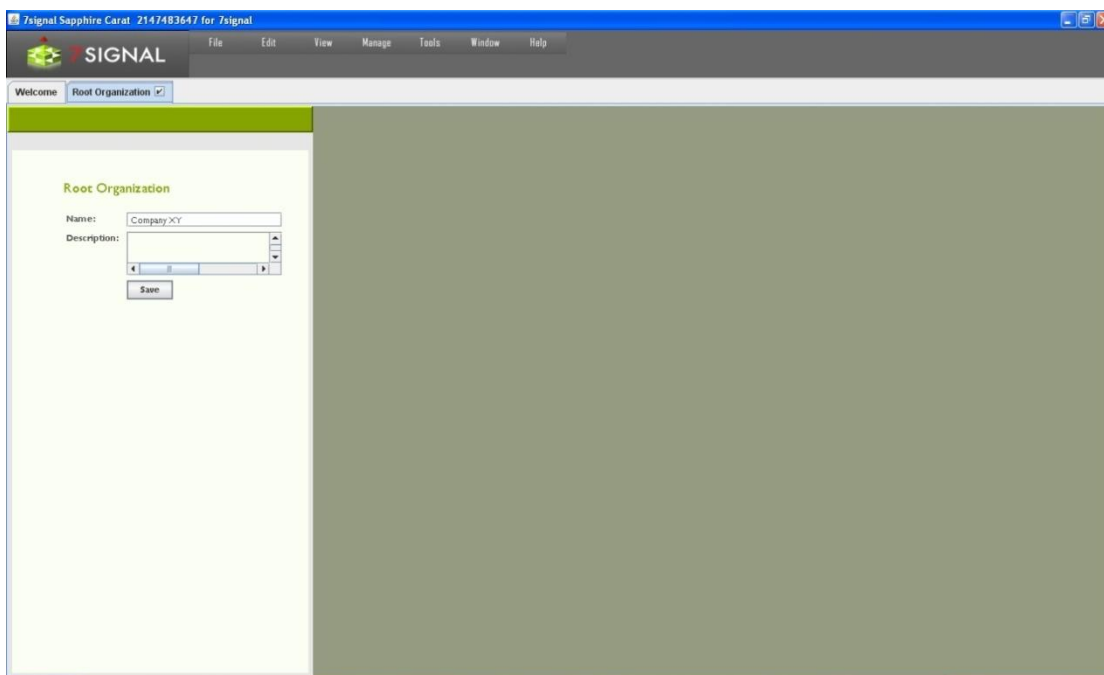 7signal Sapphire Carat 2147483647 for 7signal
7 SIGNAL
File Edit View Manage Tools Window Help
Welcome Root Organization
Root Organization
Name: Company XY
Description:
Save